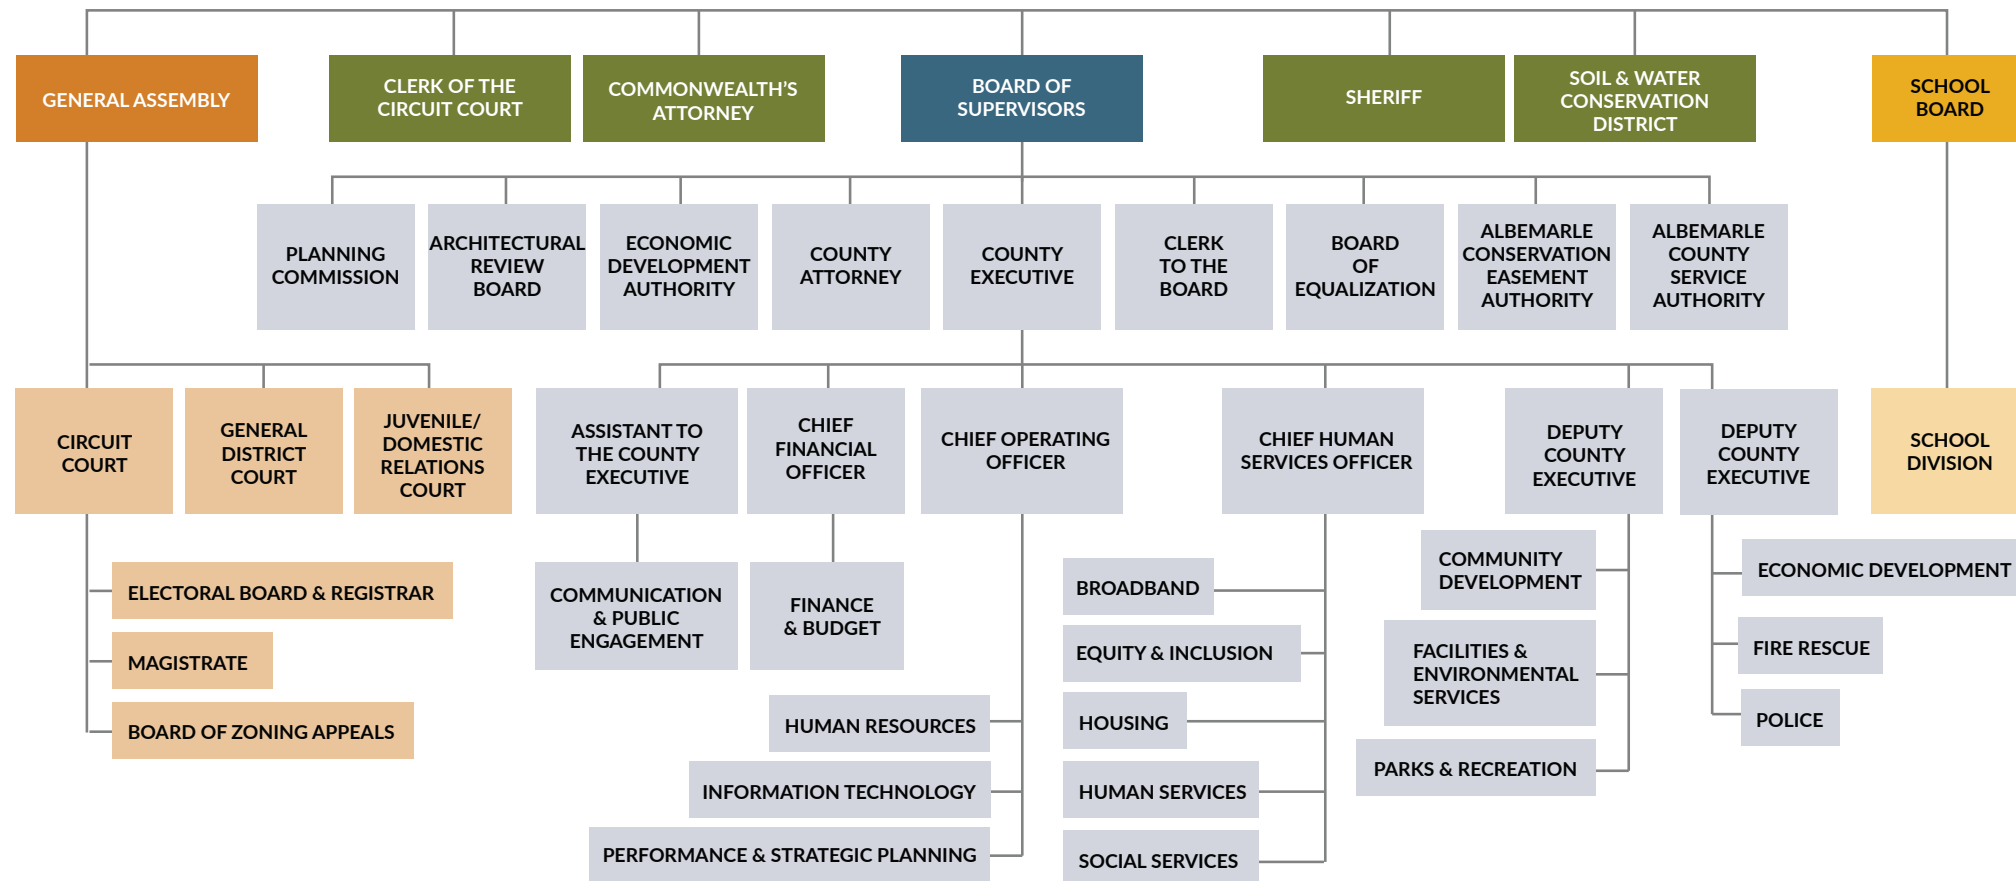 GENERAL ASSEMBLY
CLERK OF THE
CIRCUIT COURT
COMMONWEALTH'S
ATTORNEY
BOARD OF
SUPERVISORS
SHERIFF
SOIL & WATER
CONSERVATION
DISTRICT
SCHOOL
BOARD
PLANNING
COMMISSION
ARCHITECTURAL
REVIEW
BOARD
ECONOMIC
DEVELOPMENT
AUTHORITY
COUNTY
ATTORNEY
COUNTY
EXECUTIVE
CLERK
TO THE
BOARD
BOARD
OF
EQUALIZATION
ALBEMARLE
CONSERVATION
EASEMENT
AUTHORITY
ALBEMARLE
COUNTY
SERVICE
AUTHORITY
CIRCUIT
COURT
GENERAL
DISTRICT
COURT
JUVENILE/
DOMESTIC
RELATIONS
COURT
ASSISTANT TO
THE COUNTY
EXECUTIVE
CHIEF
FINANCIAL
OFFICER
CHIEF OPERATING
OFFICER
CHIEF HUMAN
SERVICES OFFICER
DEPUTY
COUNTY
EXECUTIVE
DEPUTY
COUNTY
EXECUTIVE
SCHOOL
DIVISION
ELECTORAL BOARD & REGISTRAR
MAGISTRATE
BOARD OF ZONING APPEALS
COMMUNICATION
& PUBLIC
ENGAGEMENT
FINANCE
& BUDGET
HUMAN RESOURCES
INFORMATION TECHNOLOGY
PERFORMANCE & STRATEGIC PLANNING
BROADBAND
EQUITY & INCLUSION
HOUSING
HUMAN SERVICES
SOCIAL SERVICES
COMMUNITY
DEVELOPMENT
FACILITIES &
ENVIRONMENTAL
SERVICES
PARKS & RECREATION
ECONOMIC DEVELOPMENT
FIRE RESCUE
POLICE